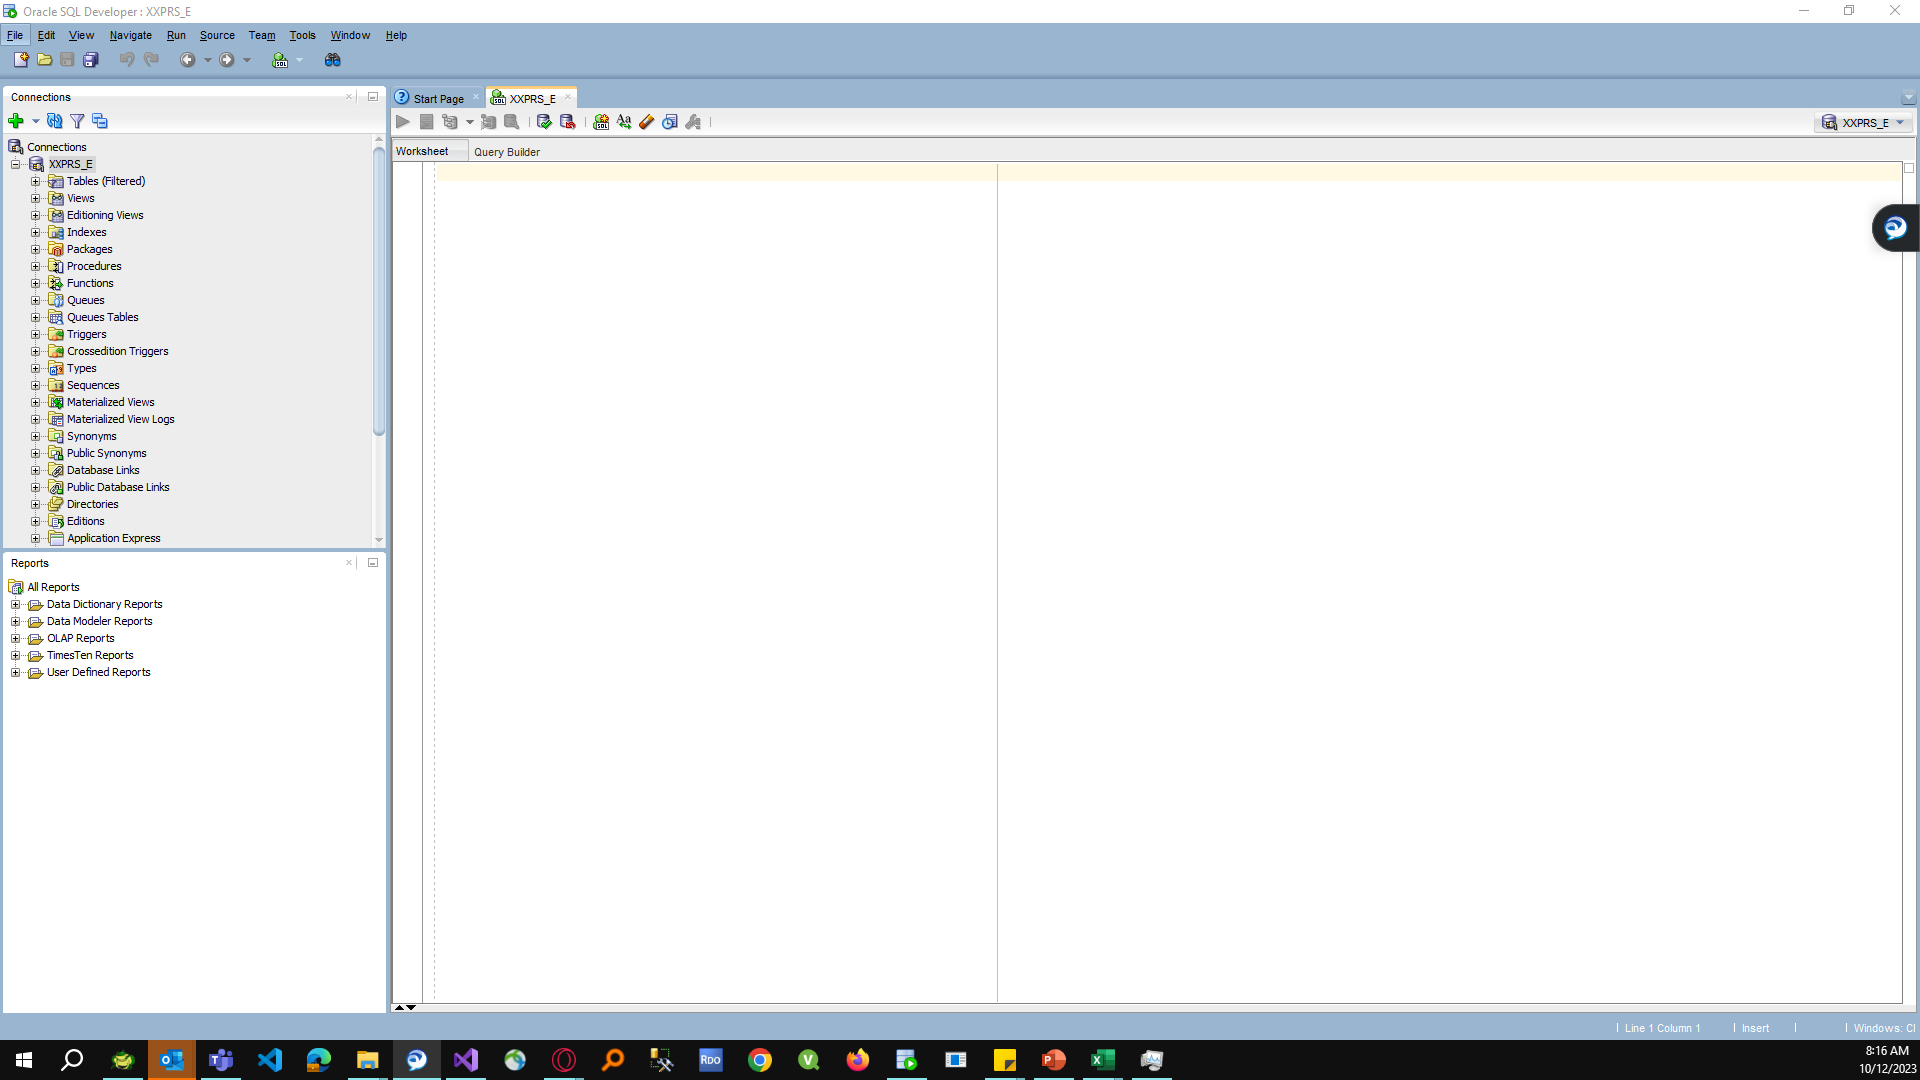 Oracle SQL Developer : XXPRS_E
File Edit View Navigate Run Source Team Tools Window Help
Connections
Start Page
XXPRS_E
XXPRS_E
Worksheet
Query Builder
Connections
XXPRS_E
Tables (Filtered)
Views
Editioning Views
Indexes
Packages
Procedures
Functions
Queues
Queues Tables
Triggers
Crossedition Triggers
Types
Sequences
Materialized Views
Materialized View Logs
Synonyms
Public Synonyms
Database Links
Public Database Links
Directories
Editions
Application Express
Reports
All Reports
Data Dictionary Reports
Data Modeler Reports
OLAP Reports
TimesTen Reports
User Defined Reports
Line 1 Column 1
Insert
Windows: Cl
RDO
8:16 AM
10/12/2023